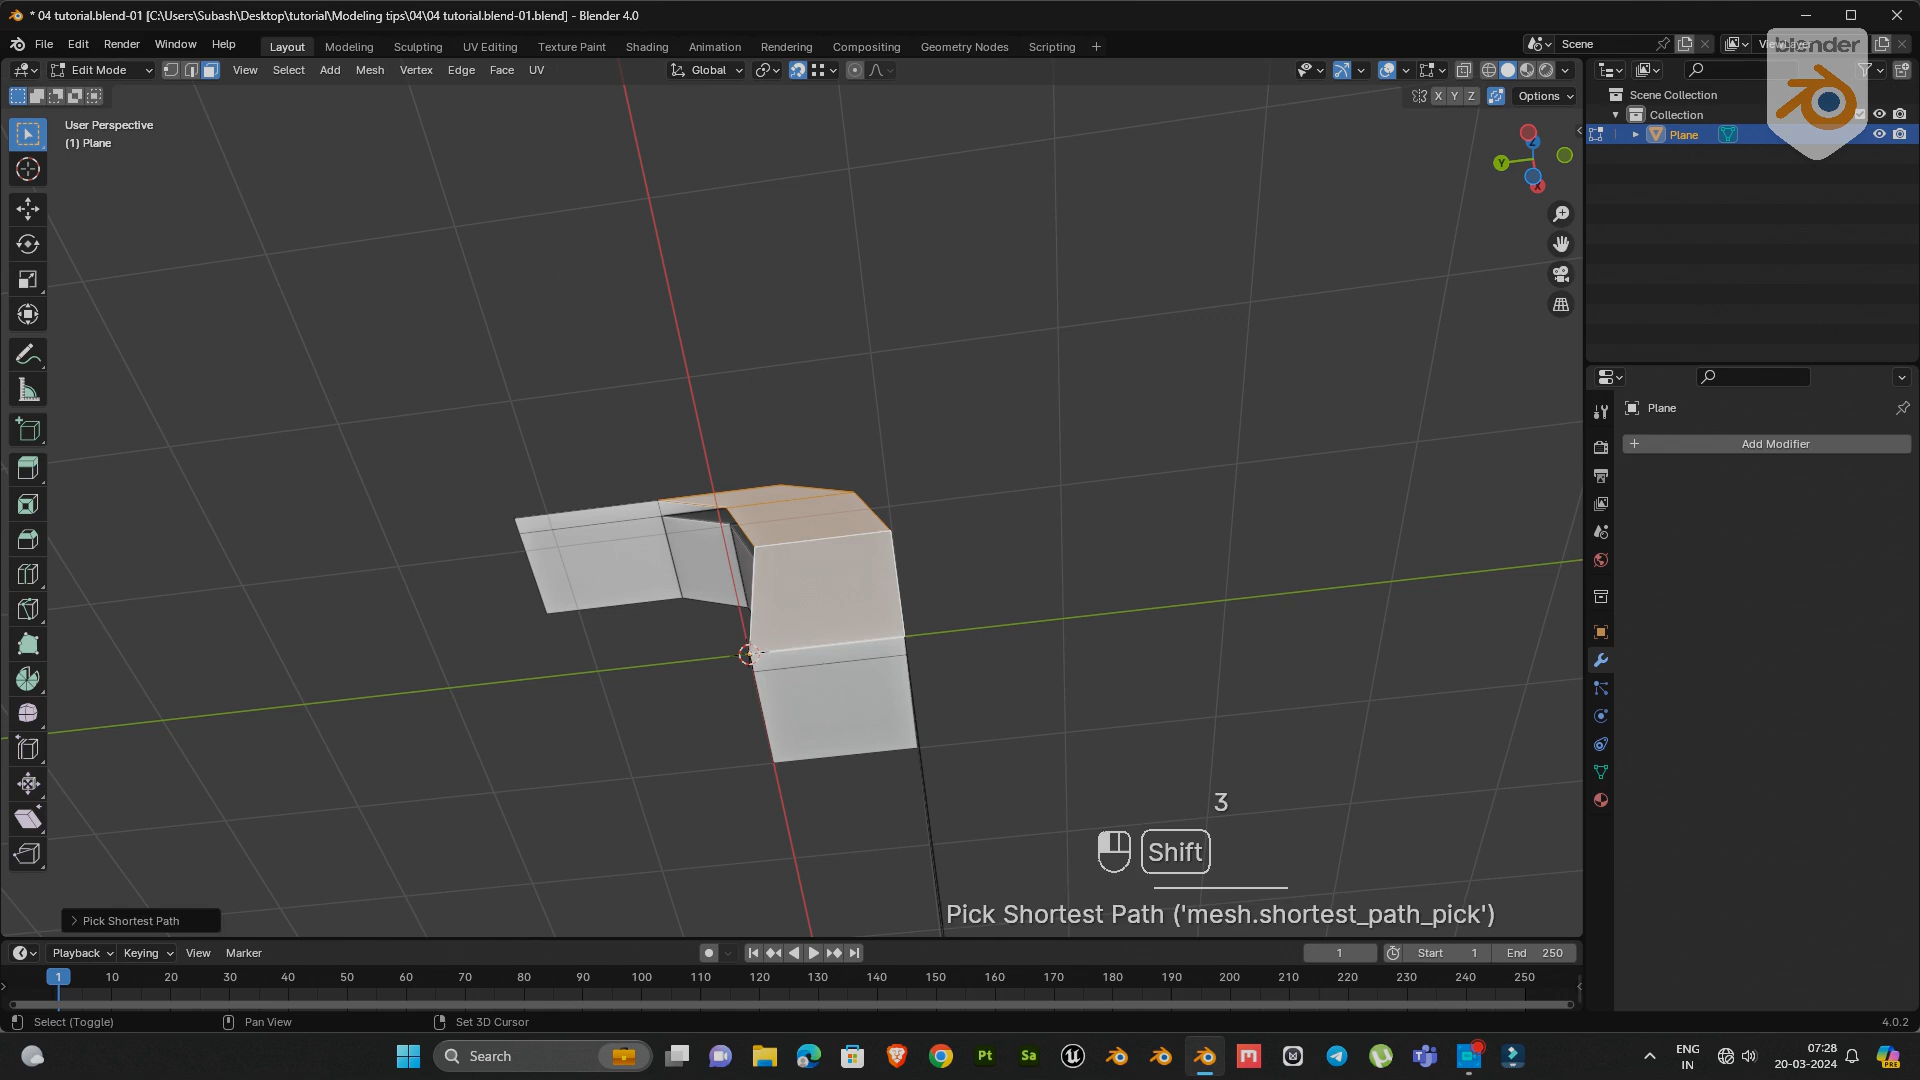 * 04 tutorial.blend-01 [C:\Users\Subash\Desktop\tutorial\Modeling tips\04\04 tutorial.blend-01.blend] - Blender 4.0
File Edit Render Window Help Layout Modeling Sculpting UV Editing Texture Paint Shading Animation Rendering Compositing Geometry Nodes Scripting + Scene
blender
Edit Mode View Select Add Mesh Vertex Edge Face UV Global
X Y Z Options
User Perspective
(1) Plane
Scene Collection
Collection
Plane
Y
Z
X
Plane
Add Modifier
3
Shift
Pick Shortest Path ('mesh.shortest_path_pick')
Pick Shortest Path
Playback Keying View Marker 1 Start 1 End 250
1 10 20 30 40 50 60 70 80 90 100 110 120 130 140 150 160 170 180 190 200 210 220 230 240 250
Select (Toggle) Pan View Set 3D Cursor 4.0.2
Search Pt Sa ENG
IN
07:28
20-03-2024
PRE